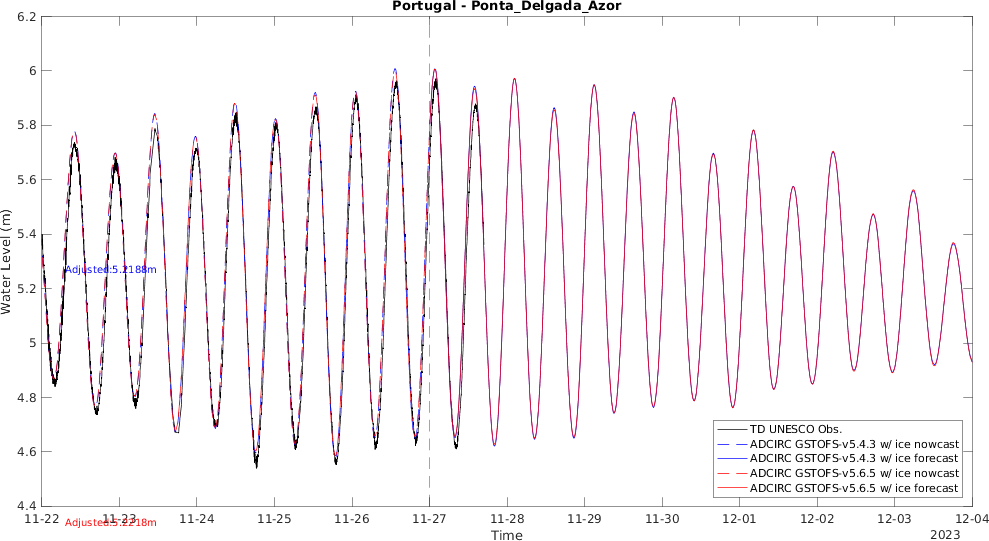 Portugal - Ponta_Delgada_Azor
6.2
6
5.8
5.6
5.4
5.2
5
4.8
4.6
4.4
Water Level (m)
Adjusted:5.2188m
TD UNESCO Obs.
ADCIRC GSTOFS-v5.4.3 w/ ice nowcast
ADCIRC GSTOFS-v5.4.3 w/ ice forecast
ADCIRC GSTOFS-v5.6.5 w/ ice nowcast
ADCIRC GSTOFS-v5.6.5 w/ ice forecast
11-22 11-23 11-24 11-25 11-26 11-27 11-28 11-29 11-30 12-01 12-02 12-03 12-04
Adjusted:5.2218m
Time
2023